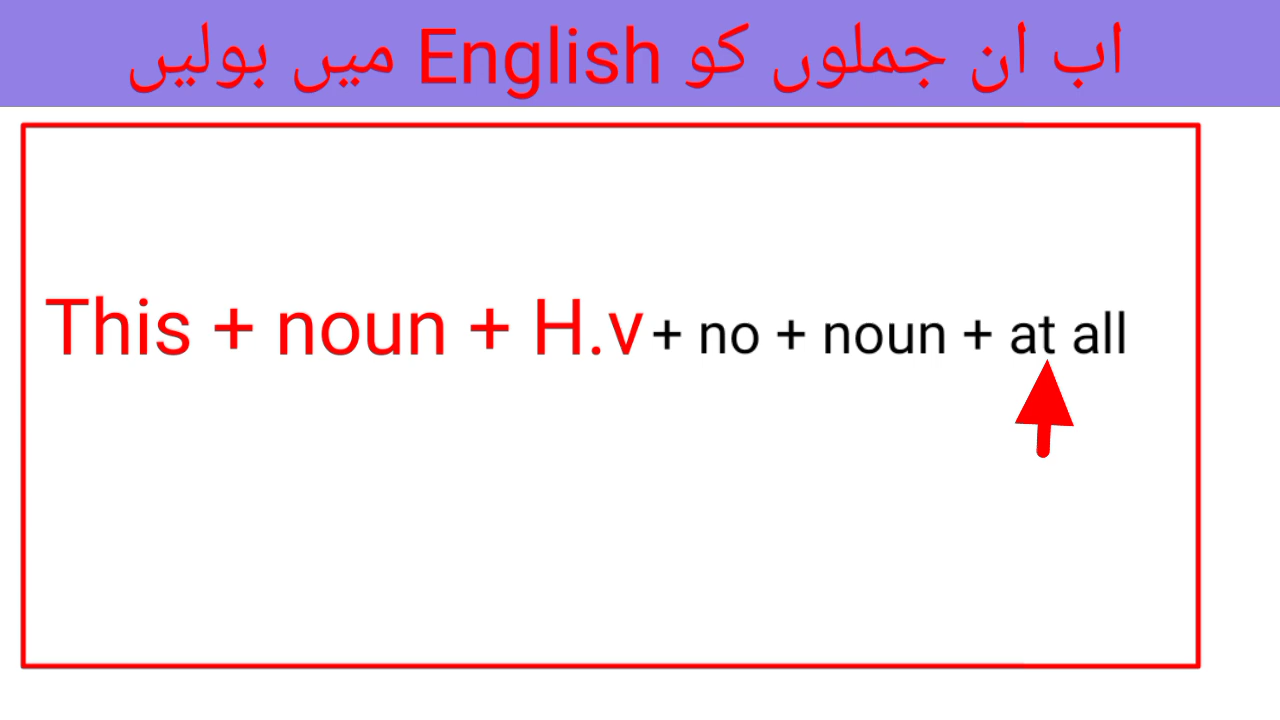 اب ان جملوں کو English میں بولیں
This + noun + H.v + no + noun + at all